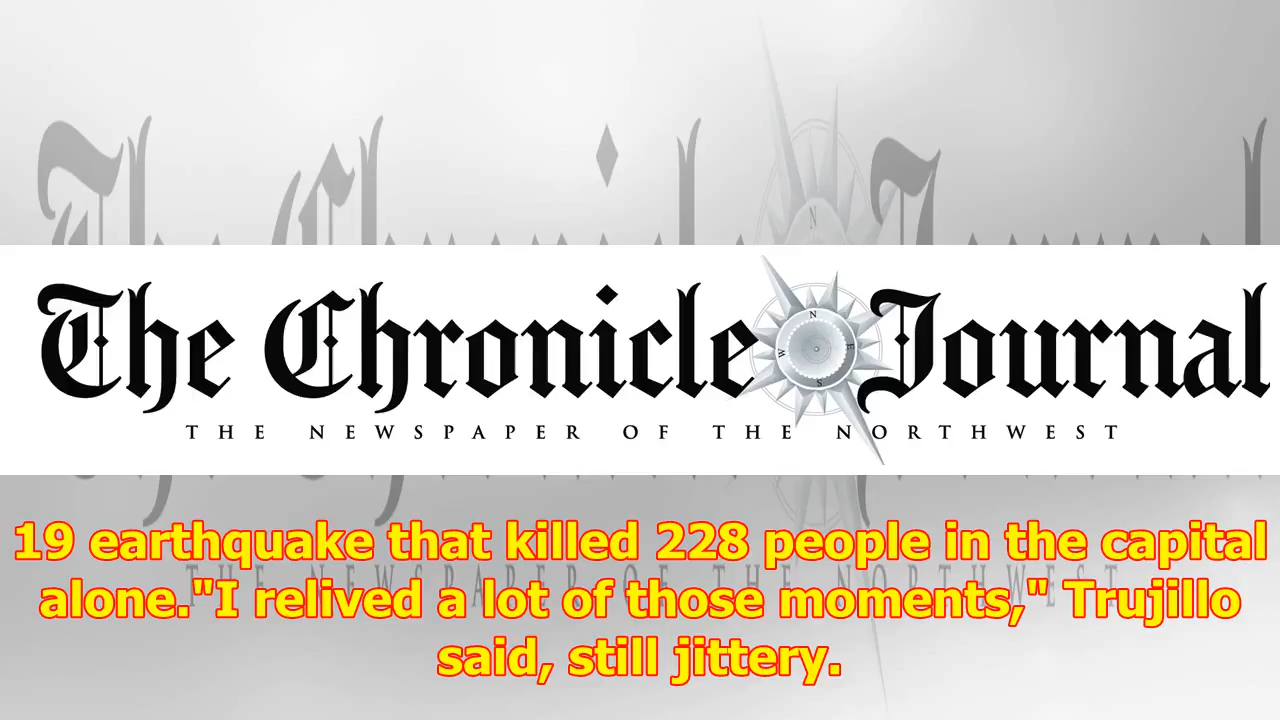 The Chronicle Journal
THE NEWSPAPER OF THE NORTHWEST
19 earthquake that killed 228 people in the capital
alone."I relived a lot of those moments," Trujillo
said, still jittery.